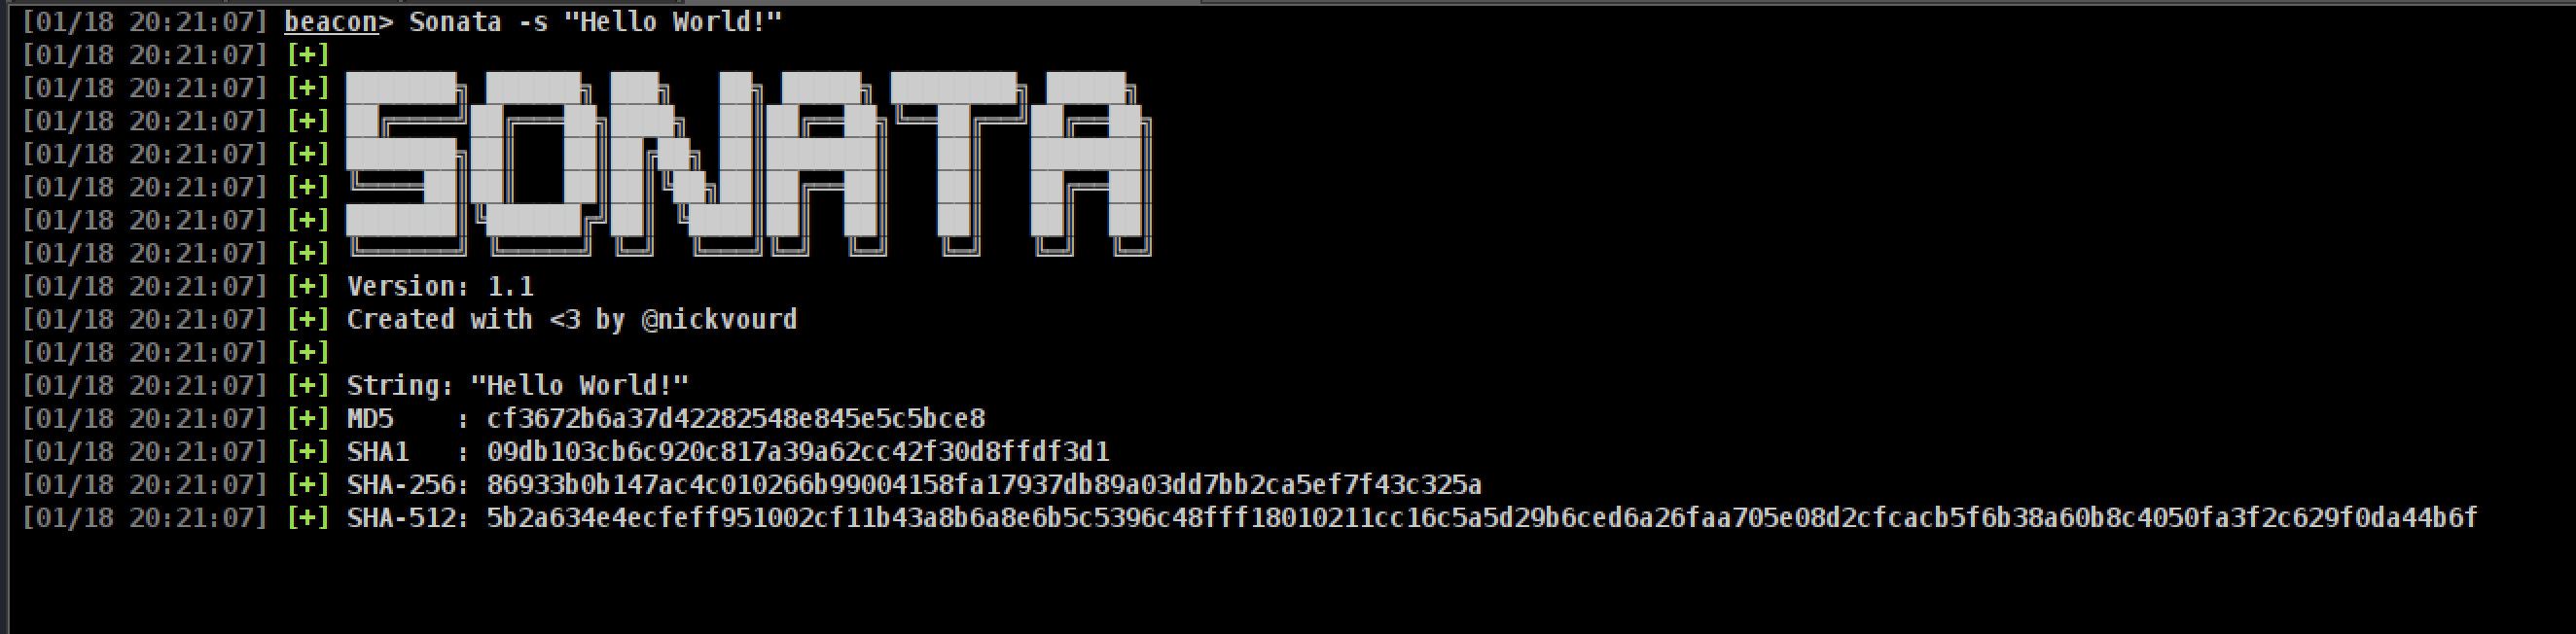 [01/18 20:21:07] beacon> Sonata -s "Hello World!"
[01/18 20:21:07] [+]
[01/18 20:21:07] [+] SONATA
[01/18 20:21:07] [+]
[01/18 20:21:07] [+]
[01/18 20:21:07] [+]
[01/18 20:21:07] [+]
[01/18 20:21:07] [+]
[01/18 20:21:07] [+] Version: 1.1
[01/18 20:21:07] [+] Created with <3 by @nickvourd
[01/18 20:21:07] [+]
[01/18 20:21:07] [+] String: "Hello World!"
[01/18 20:21:07] [+] MD5    : cf3672b6a37d42282548e845e5c5bce8
[01/18 20:21:07] [+] SHA1   : 09db103cb6c920c817a39a62cc42f30d8ffdf3d1
[01/18 20:21:07] [+] SHA-256: 86933b0b147ac4c010266b99004158fa17937db89a03dd7bb2ca5ef7f43c325a
[01/18 20:21:07] [+] SHA-512: 5b2a634e4ecfeff951002cf11b43a8b6a8e6b5c5396c48fff18010211cc16c5a5d29b6ced6a26faa705e08d2cfcacb5f6b38a60b8c4050fa3f2c629f0da44b6f